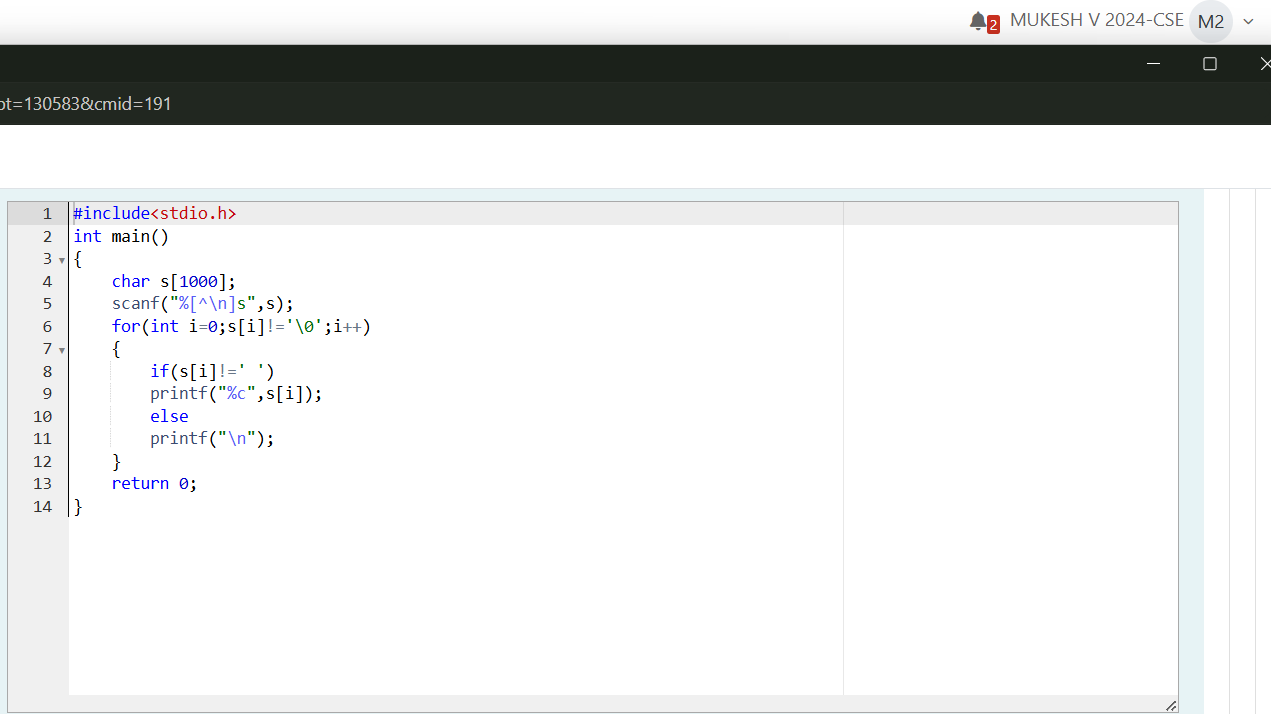 2 MUKESH V 2024-CSE M2
pt=130583&cmid=191
1 #include<stdio.h>
2 int main()
3 {
4 char s[1000];
5 scanf("%[^\n]s",s);
6 for(int i=0;s[i]!='\0';i++)
7 {
8 if(s[i]!=' ')
9 printf("%c",s[i]);
10 else
11 printf("\n");
12 }
13 return 0;
14 }